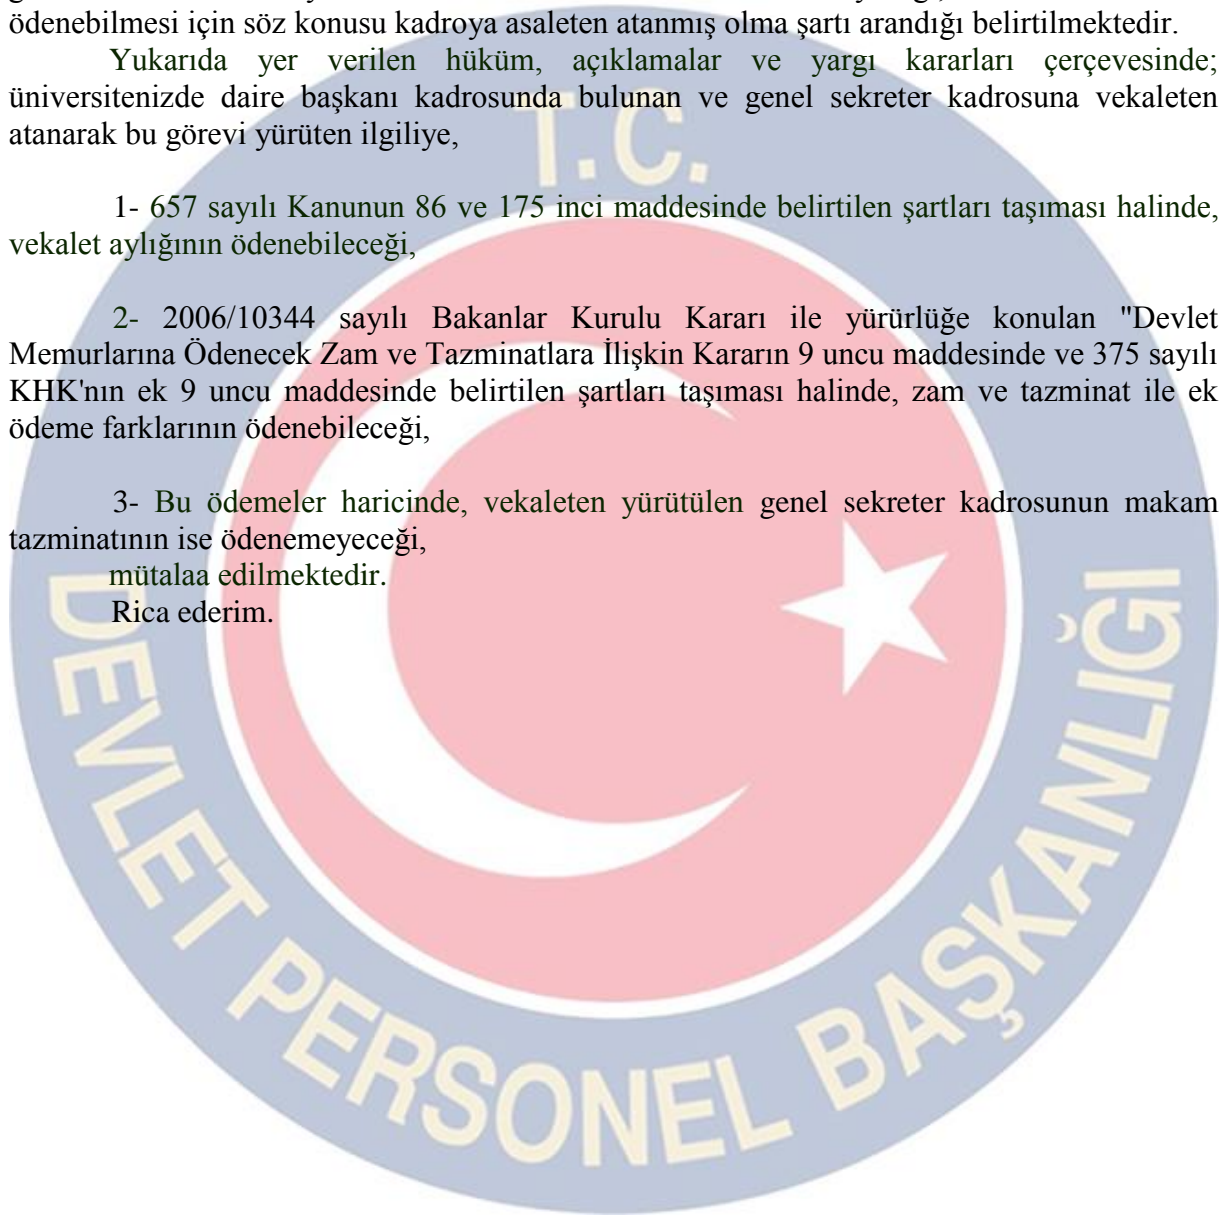 ödenebilmesi için söz konusu kadroya asaleten atanmış olma şartı arandığı belirtilmektedir.
Yukarıda yer verilen hüküm, açıklamalar ve yargı kararları çerçevesinde;
üniversitenizde daire başkanı kadrosunda bulunan ve genel sekreter kadrosuna vekaleten
atanarak bu görevi yürüten ilgiliye,
1- 657 sayılı Kanunun 86 ve 175 inci maddesinde belirtilen şartları taşıması halinde,
vekalet aylığının ödenebileceği,
2- 2006/10344 sayılı Bakanlar Kurulu Kararı ile yürürlüğe konulan "Devlet
Memurlarına Ödenecek Zam ve Tazminatlara İlişkin Kararın 9 uncu maddesinde ve 375 sayılı
KHK'nın ek 9 uncu maddesinde belirtilen şartları taşıması halinde, zam ve tazminat ile ek
ödeme farklarının ödenebileceği,
3- Bu ödemeler haricinde, vekaleten yürütülen genel sekreter kadrosunun makam
tazminatının ise ödenemeyeceği,
mütalaa edilmektedir.
Rica ederim.
T.C.
DEVLET PERSONEL BAŞKANLIĞI